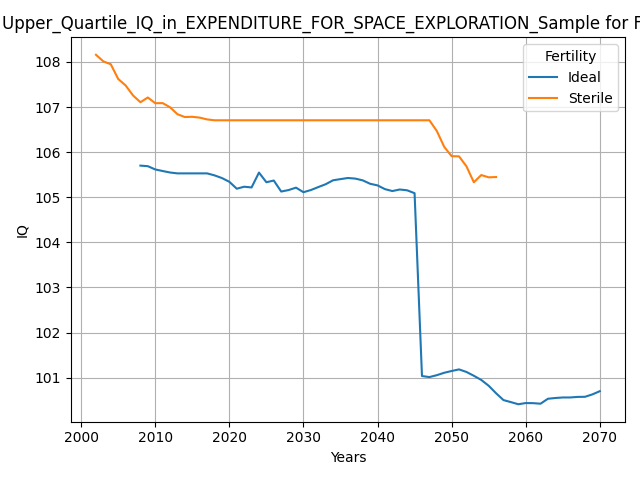 Upper_Quartile_IQ_in_EXPENDITURE_FOR_SPACE_EXPLORATION_Sample for F
Fertility
Ideal
Sterile
108
107
106
105
104
103
102
101
IQ
2000 2010 2020 2030 2040 2050 2060 2070
Years